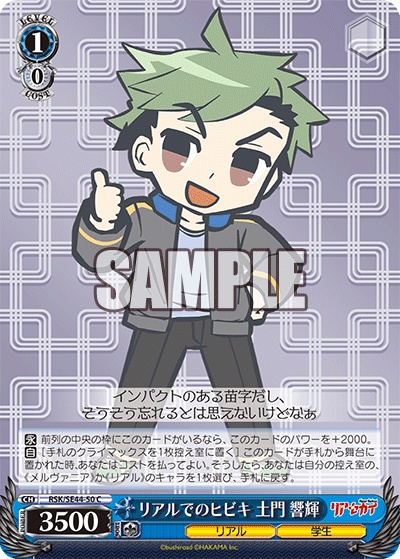 LEVEL
1
0
COST
SAMPLE
インパクトのある苗字だし、
そうそう忘れるとは思えないけどなぁ
永 前列の中央の枠にこのカードがいるなら、このカードのパワーを+2000。
自 [手札のクライマックスを1枚控え室に置く] このカードが手札から舞台に
置かれた時、あなたはコストを払ってよい。そうしたら、あなたは自分の控え室の、
《メルヴァニア》か《リアル》のキャラを1枚選び、手札に戻す。
CH RSK/SE44-50 C
POWER
3500
リアルでのヒビキ 土門 響輝
リアル
学生
©bushiroad ©HAKAMA Inc.